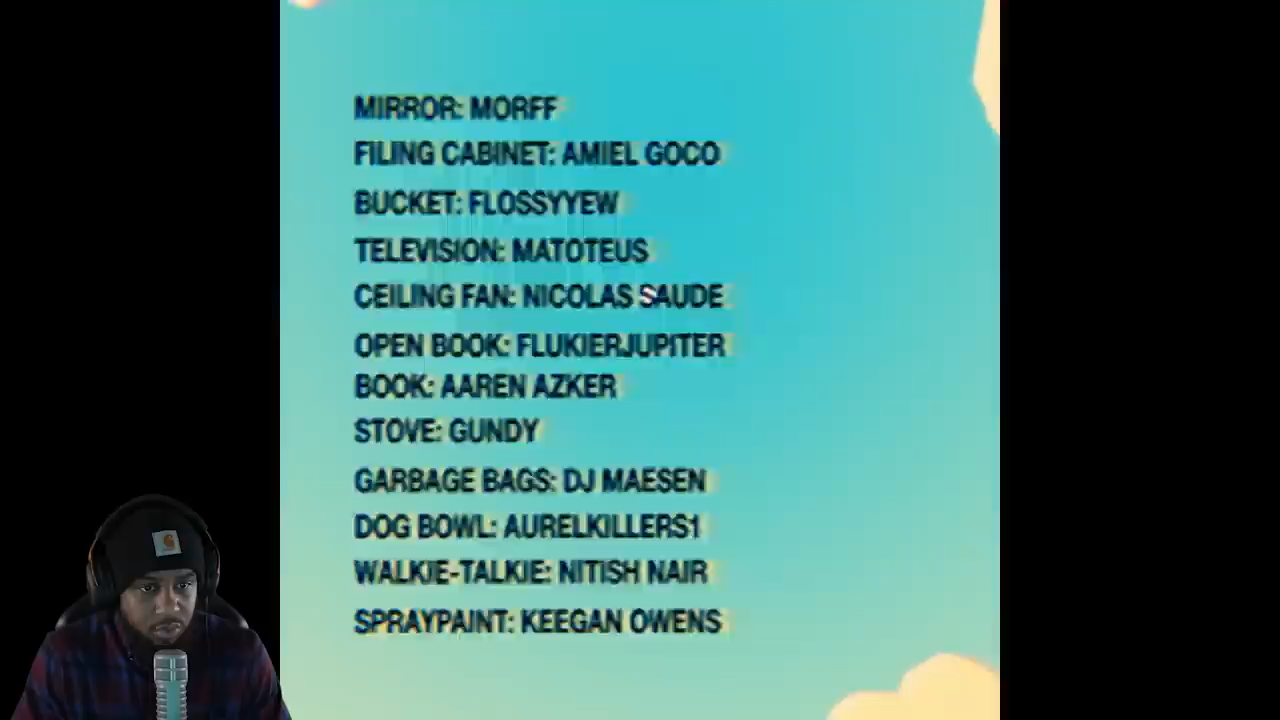 MIRROR: MORFF
FILING CABINET: AMIEL GOCO
BUCKET: FLOSSYYEW
TELEVISION: MATOTEUS
CEILING FAN: NICOLAS SAUDE
OPEN BOOK: FLUKIERJUPITER
BOOK: AAREN AZKER
STOVE: GUNDY
GARBAGE BAGS: DJ MAESEN
DOG BOWL: AURELKILLERS1
WALKIE-TALKIE: NITISH NAIR
SPRAYPAINT: KEEGAN OWENS